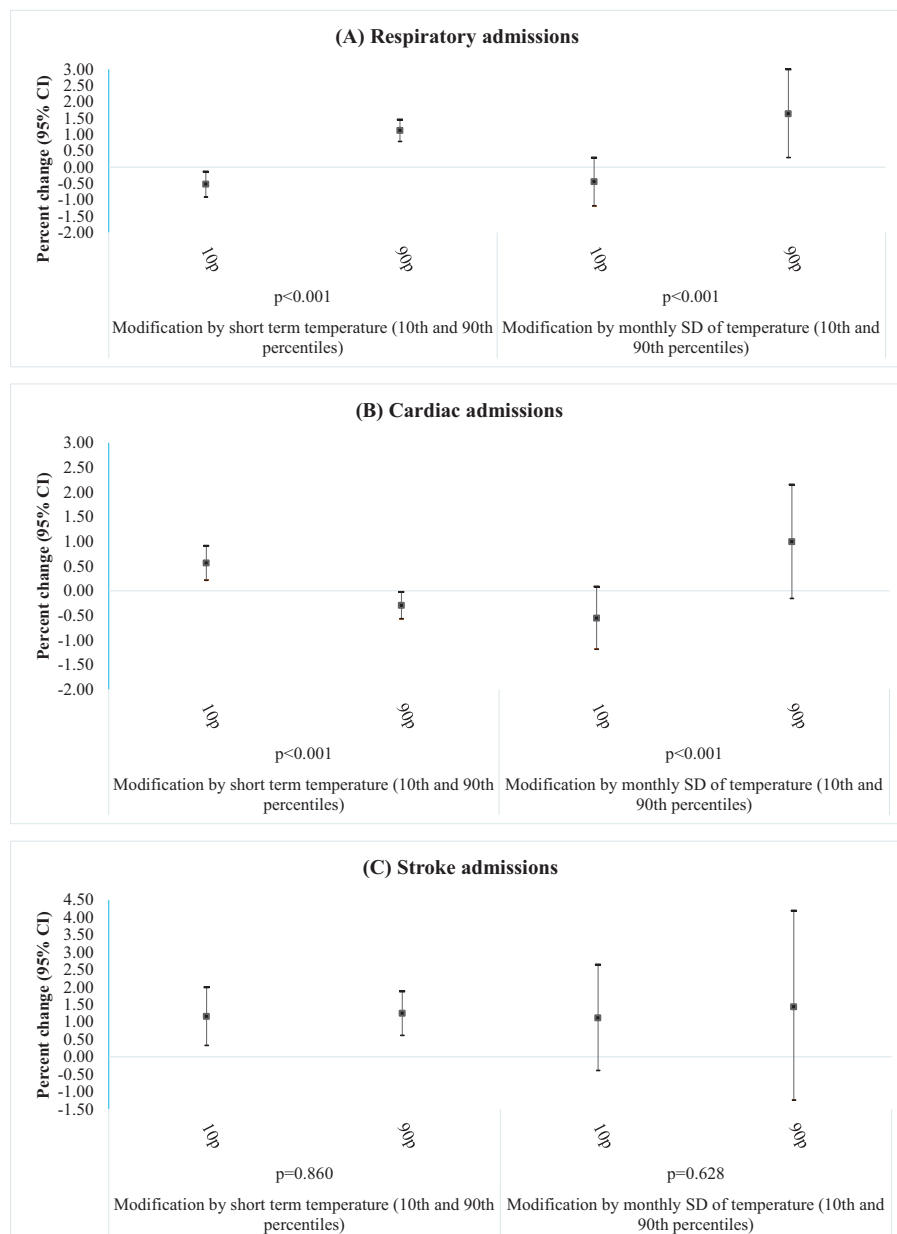 (A) Respiratory admissions
Percent change (95% CI)
3.00
2.50
2.00
1.50
1.00
0.50
0.00
-0.50
-1.00
-1.50
-2.00
10p
90p
10p
90p
p<0.001
p<0.001
Modification by short term temperature (10th and 90th
percentiles)
Modification by monthly SD of temperature (10th and
90th percentiles)
(B) Cardiac admissions
Percent change (95% CI)
3.00
2.50
2.00
1.50
1.00
0.50
0.00
-0.50
-1.00
-1.50
-2.00
10p
90p
10p
90p
p<0.001
p<0.001
Modification by short term temperature (10th and 90th
percentiles)
Modification by monthly SD of temperature (10th and
90th percentiles)
(C) Stroke admissions
Percent change (95% CI)
4.50
4.00
3.50
3.00
2.50
2.00
1.50
1.00
0.50
0.00
-0.50
-1.00
-1.50
10p
90p
10p
90p
p=0.860
p=0.628
Modification by short term temperature (10th and 90th
percentiles)
Modification by monthly SD of temperature (10th and
90th percentiles)